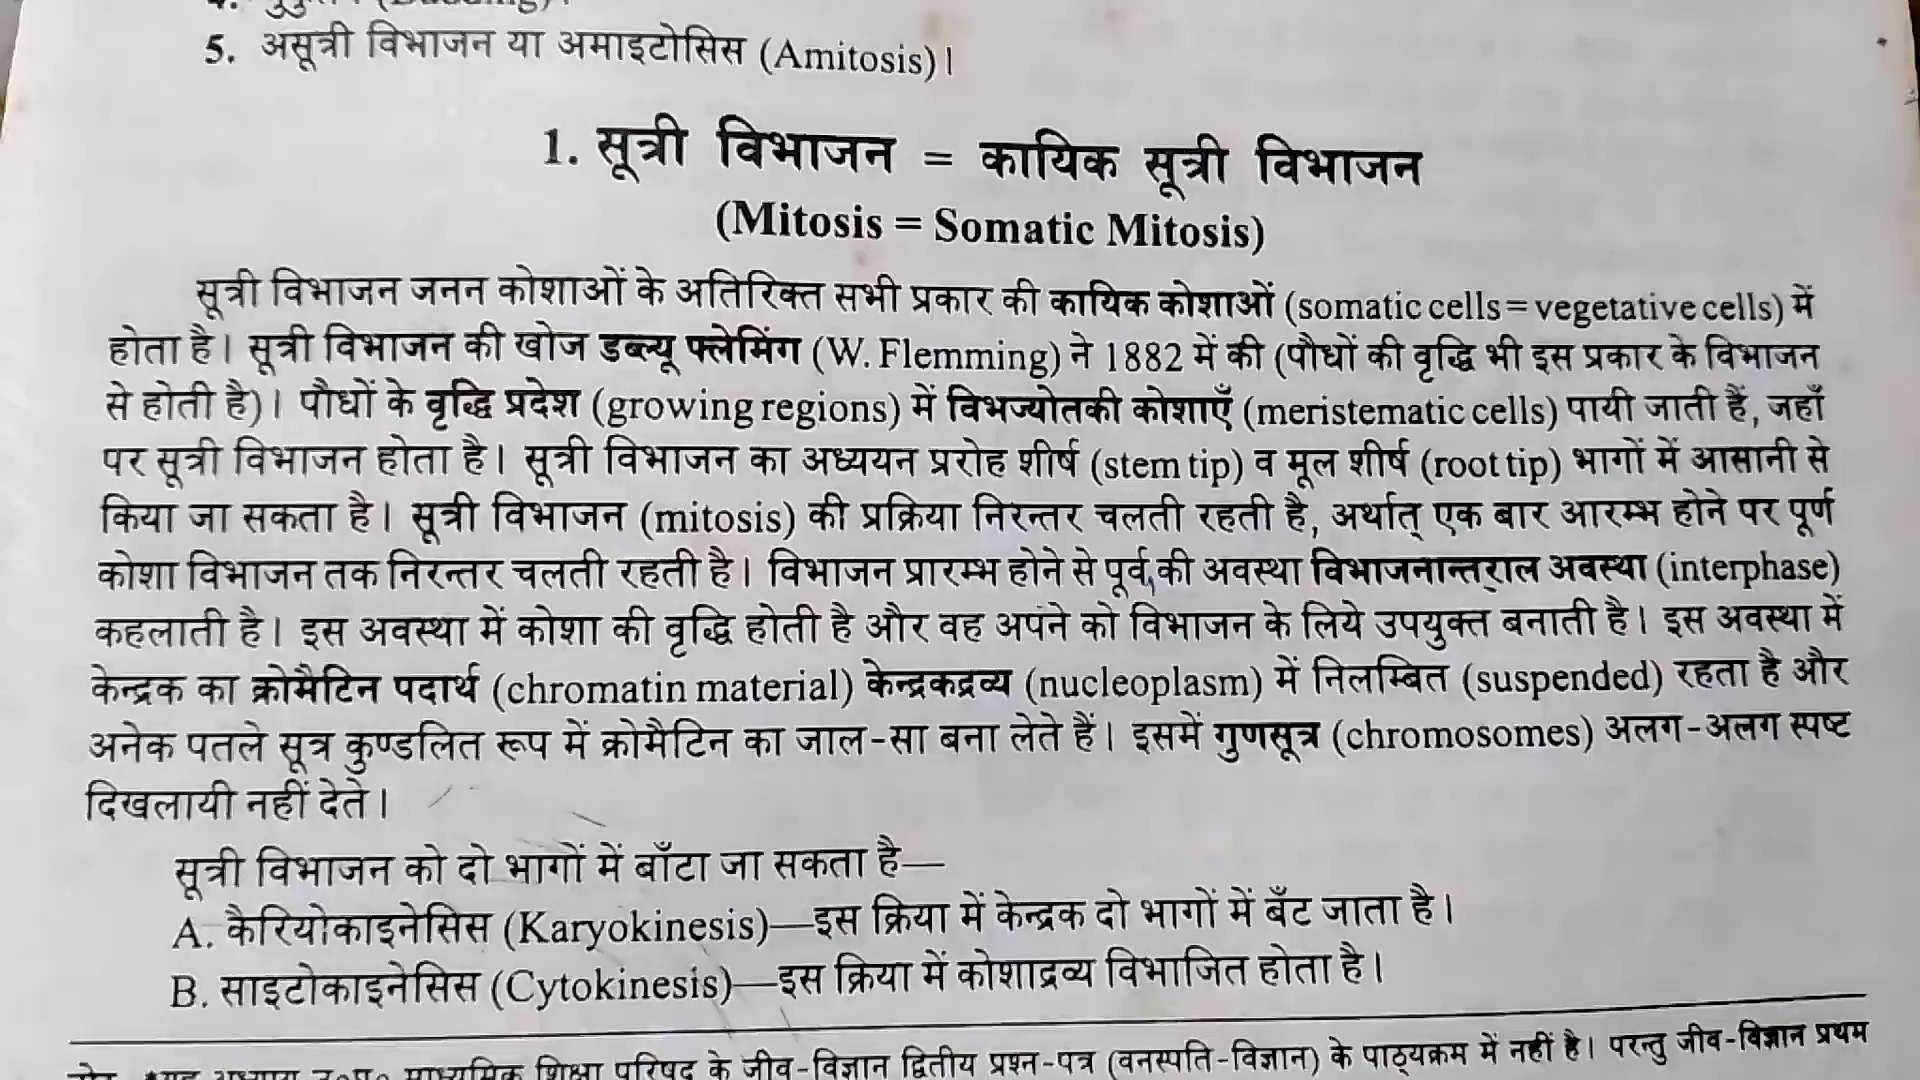 4. मुकुलन (Budding)।
5. असूत्री विभाजन या अमाइटोसिस (Amitosis)।
1. सूत्री विभाजन = कायिक सूत्री विभाजन
(Mitosis = Somatic Mitosis)
सूत्री विभाजन जनन कोशाओं के अतिरिक्त सभी प्रकार की कायिक कोशाओं (somatic cells = vegetative cells) में
होता है। सूत्री विभाजन की खोज डब्ल्यू फ्लेमिंग (W. Flemming) ने 1882 में की (पौधों की वृद्धि भी इस प्रकार के विभाजन
से होती है)। पौधों के वृद्धि प्रदेश (growing regions) में विभज्योतकी कोशाएँ (meristematic cells) पायी जाती हैं, जहाँ
पर सूत्री विभाजन होता है। सूत्री विभाजन का अध्ययन प्ररोह शीर्ष (stem tip) व मूल शीर्ष (root tip) भागों में आसानी से
किया जा सकता है। सूत्री विभाजन (mitosis) की प्रक्रिया निरन्तर चलती रहती है, अर्थात् एक बार आरम्भ होने पर पूर्ण
कोशा विभाजन तक निरन्तर चलती रहती है। विभाजन प्रारम्भ होने से पूर्व की अवस्था विभाजनान्तराल अवस्था (interphase)
कहलाती है। इस अवस्था में कोशा की वृद्धि होती है और वह अपने को विभाजन के लिये उपयुक्त बनाती है। इस अवस्था में
केन्द्रक का क्रोमैटिन पदार्थ (chromatin material) केन्द्रकद्रव्य (nucleoplasm) में निलम्बित (suspended) रहता है और
अनेक पतले सूत्र कुण्डलित रूप में क्रोमैटिन का जाल-सा बना लेते हैं। इसमें गुणसूत्र (chromosomes) अलग-अलग स्पष्ट
दिखलायी नहीं देते।
सूत्री विभाजन को दो भागों में बाँटा जा सकता है—
A. कैरियोकाइनेसिस (Karyokinesis)—इस क्रिया में केन्द्रक दो भागों में बँट जाता है।
B. साइटोकाइनेसिस (Cytokinesis)—इस क्रिया में कोशाद्रव्य विभाजित होता है।
उ०प्र० माध्यमिक शिक्षा परिषद के जीव-विज्ञान द्वितीय प्रश्न-पत्र (वनस्पति-विज्ञान) के पाठ्यक्रम में नहीं है। परन्तु जीव-विज्ञान प्रथम